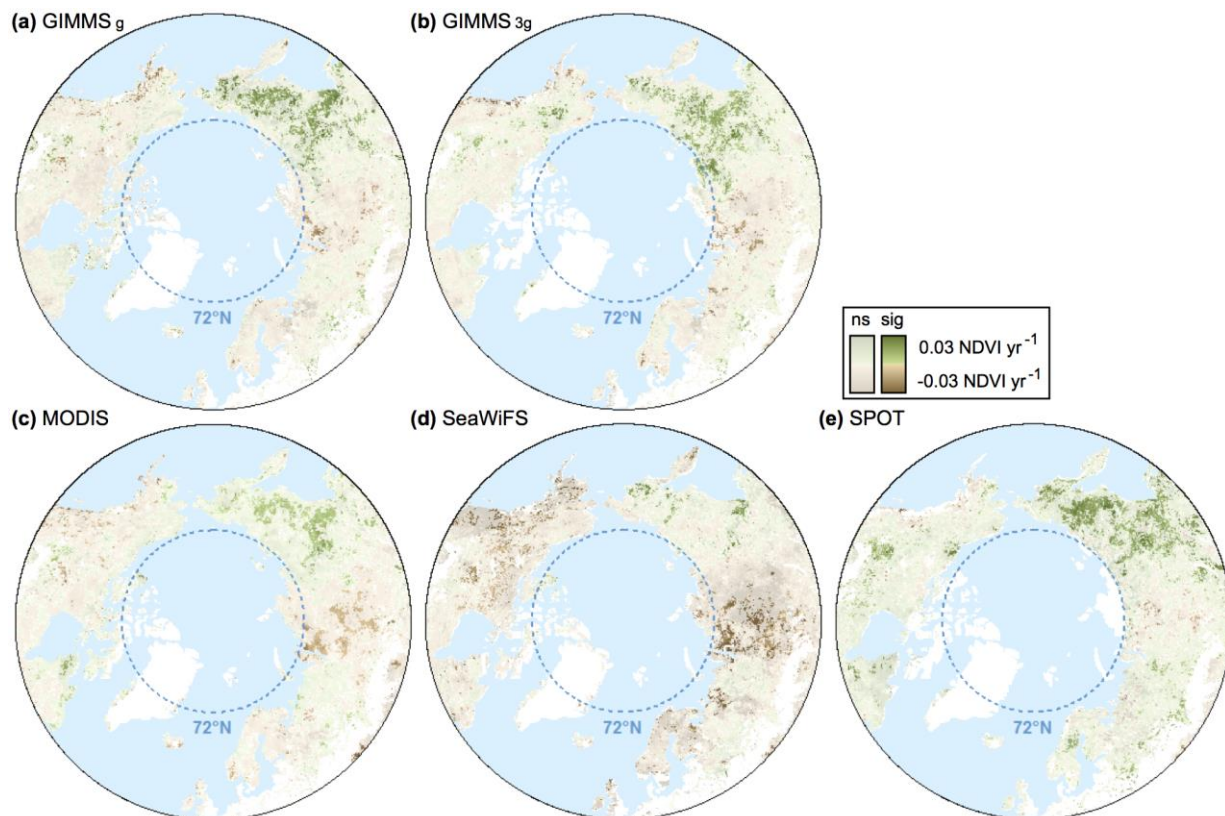 (a) GIMMS g
(b) GIMMS 3g
72°N
72°N
ns sig
0.03 NDVI yr-1
-0.03 NDVI yr-1
(c) MODIS
(d) SeaWiFS
(e) SPOT
72°N
72°N
72°N